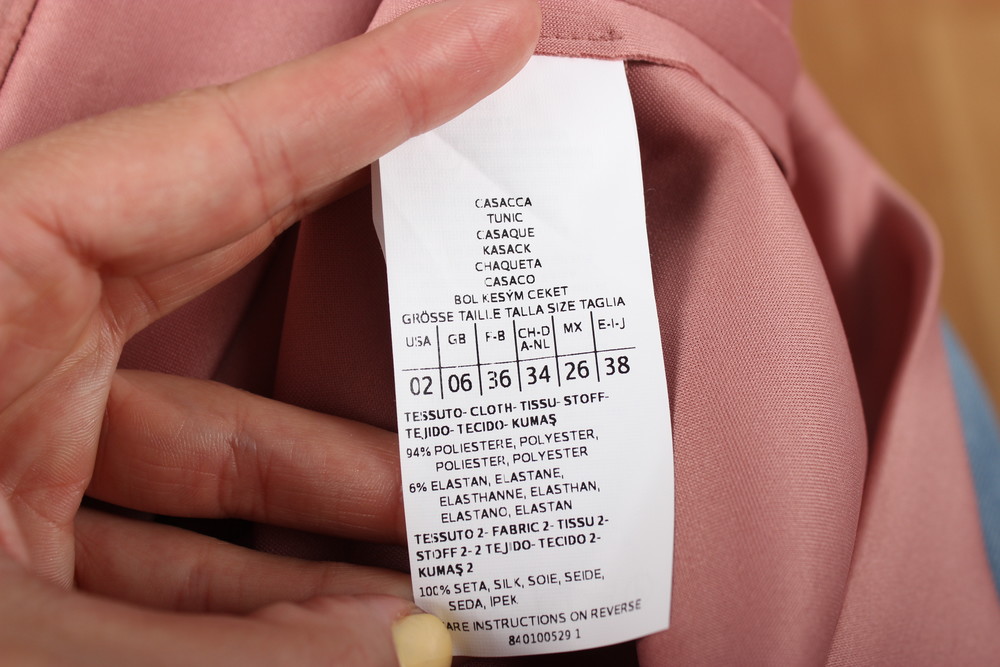 CASACCA
TUNIC
CASAQUE
KASACK
CHAQUETA
CASACO
BOL KESÝM CEKET
GRÖSSE TAILLE TALLA SIZE TAGLIA
USA GB F-B CH-D A-NL MX E-I-J
02 06 36 34 26 38
TESSUTO- CLOTH- TISSU- STOFF-
TEJIDO- TECIDO- KUMAŞ
94% POLIESTERE, POLYESTER,
POLIESTER, POLYESTER
6% ELASTAN, ELASTANE,
ELASTHANNE, ELASTHAN,
ELASTANO, ELASTAN
TESSUTO 2- FABRIC 2- TISSU 2-
STOFF 2- 2 TEJIDO- TECIDO 2-
KUMAŞ 2
100% SETA, SILK, SOIE, SEIDE,
SEDA, İPEK
ARE INSTRUCTIONS ON REVERSE
840100529 1